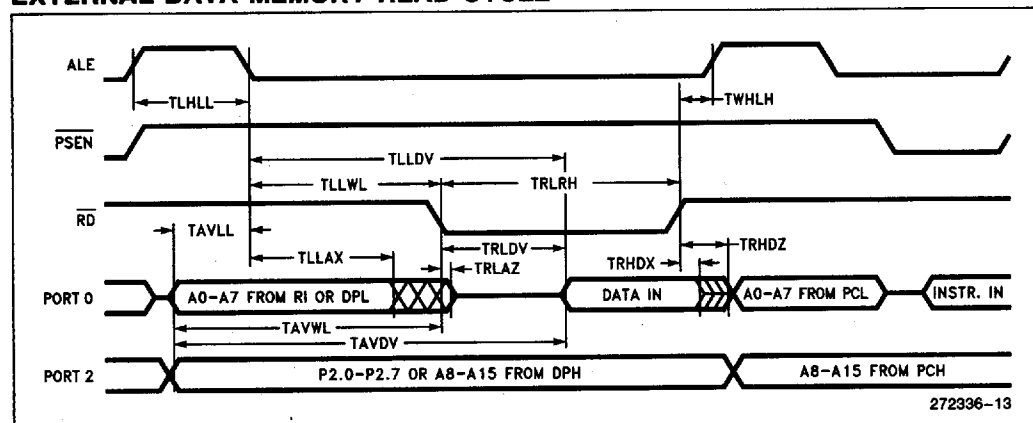 EXTERNAL DATA MEMORY READ CYCLE
ALE
TLHLL
TWHLH
PSEN
TLLDV
TLLWL
TRLRH
RD
TAVLL
TRLDV
TRHDZ
TLLAX
TRLAZ
TRHDX
PORT 0
A0–A7 FROM RI OR DPL
DATA IN
A0–A7 FROM PCL
INSTR. IN
TAVWL
TAVDV
PORT 2
P2.0–P2.7 OR A8–A15 FROM DPH
A8–A15 FROM PCH
272336–13